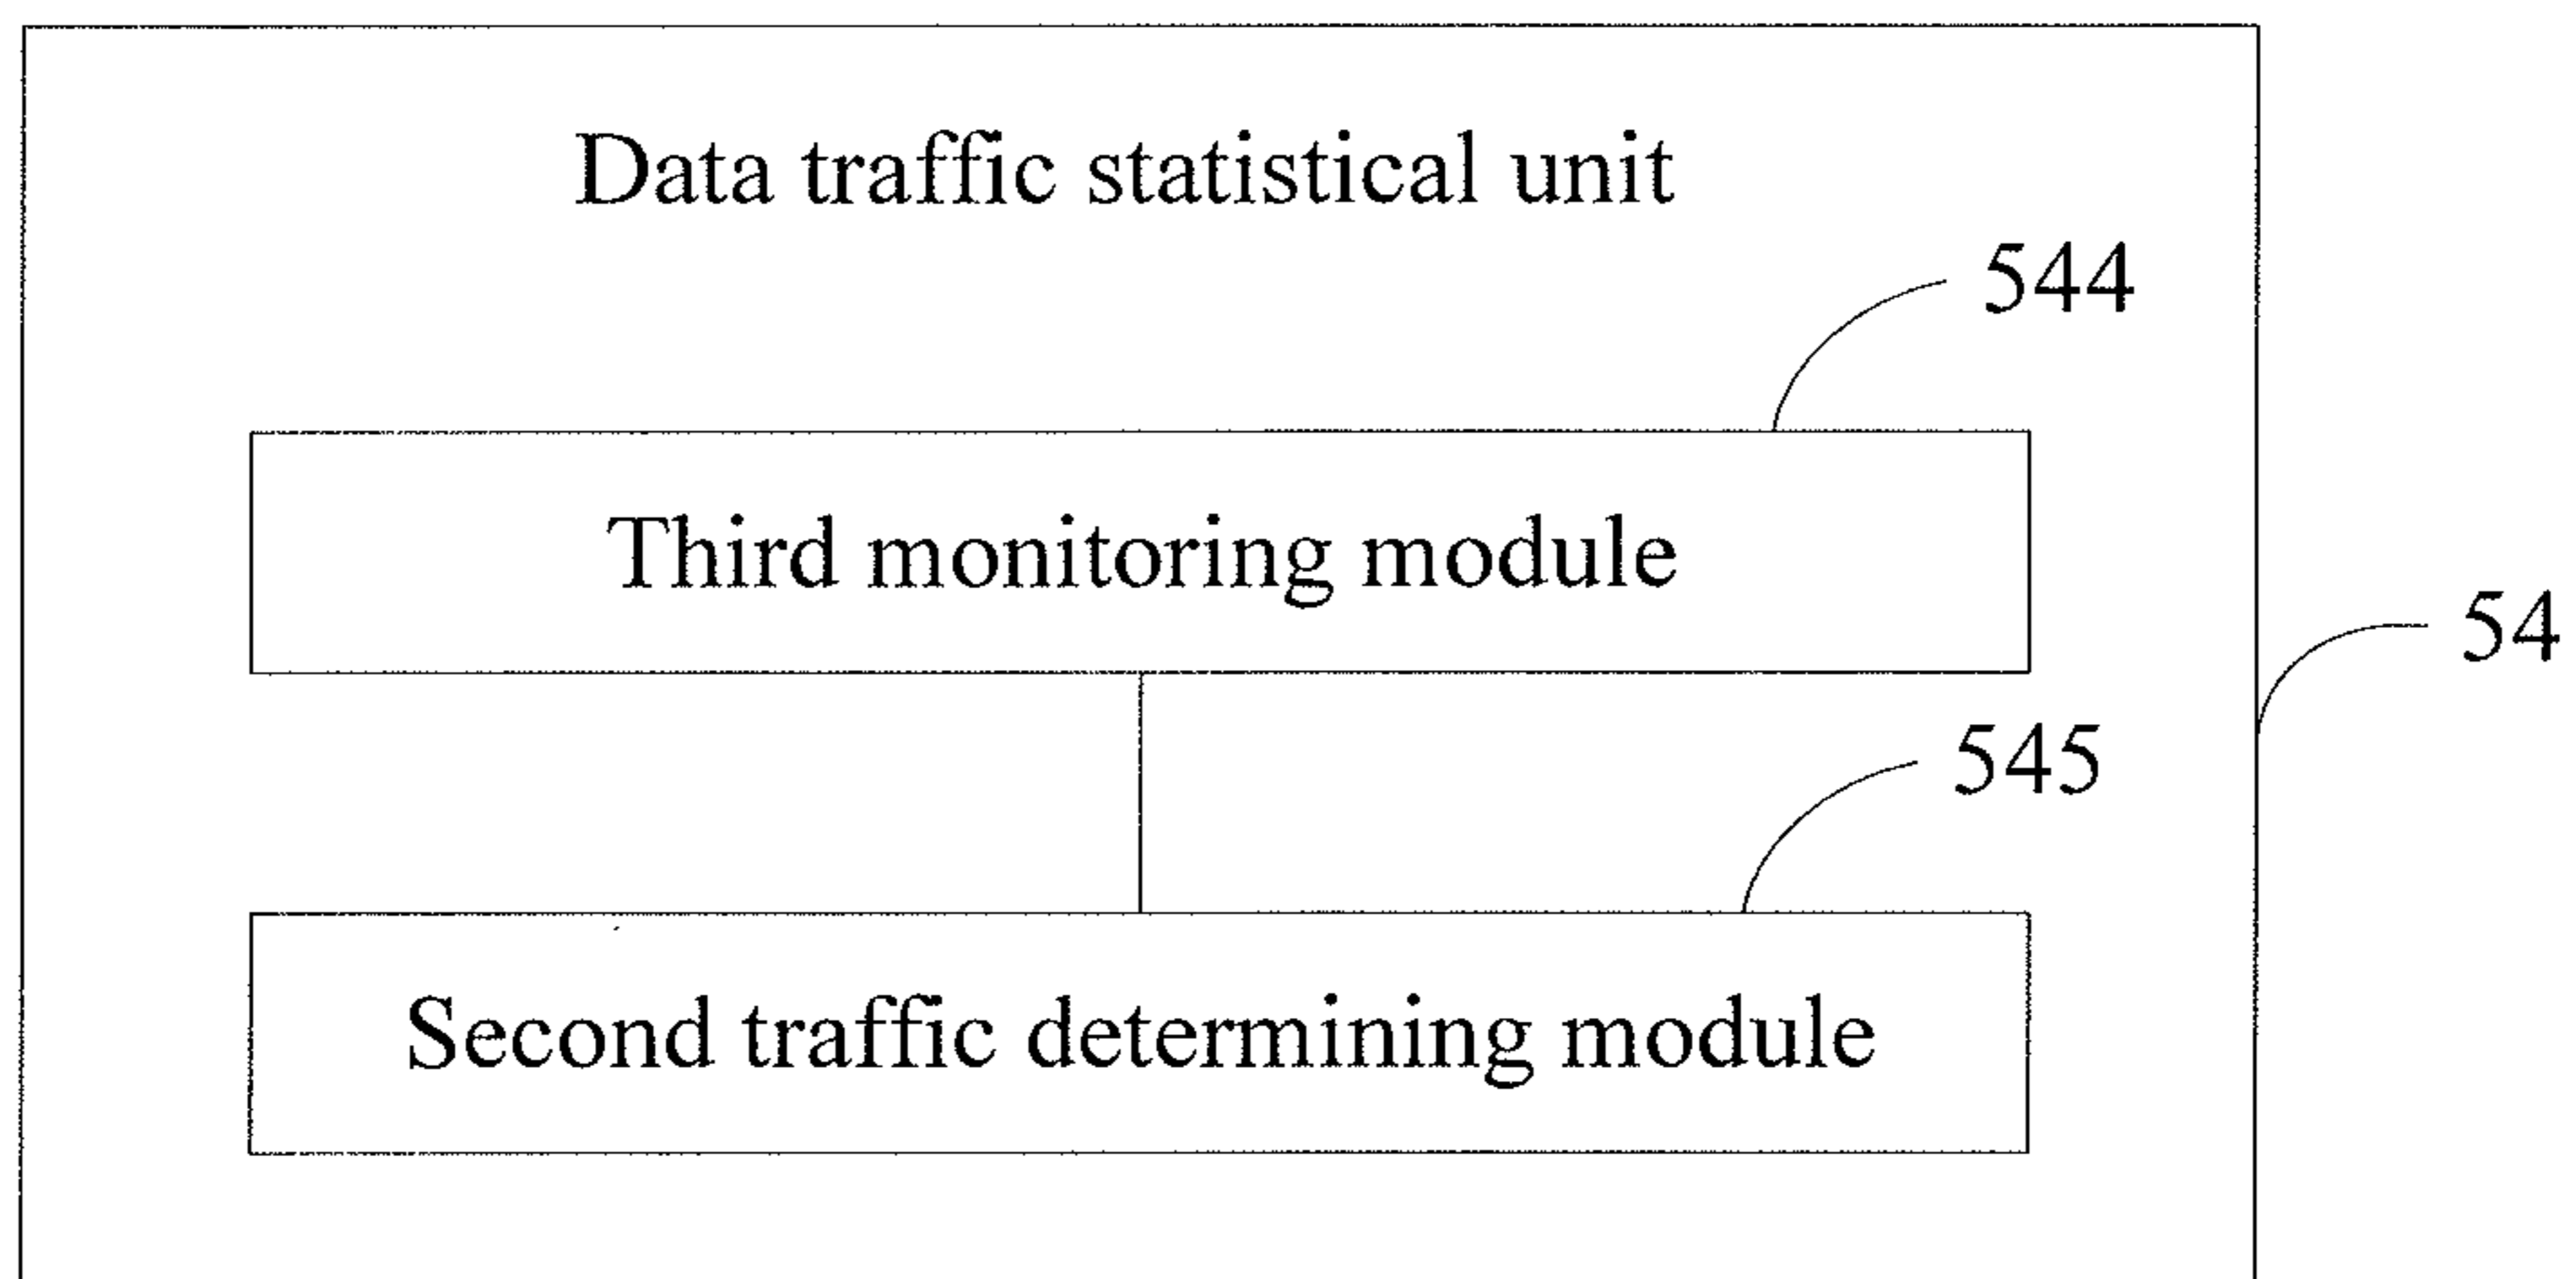 Data traffic statistical unit
544
Third monitoring module
54
545
Second traffic determining module